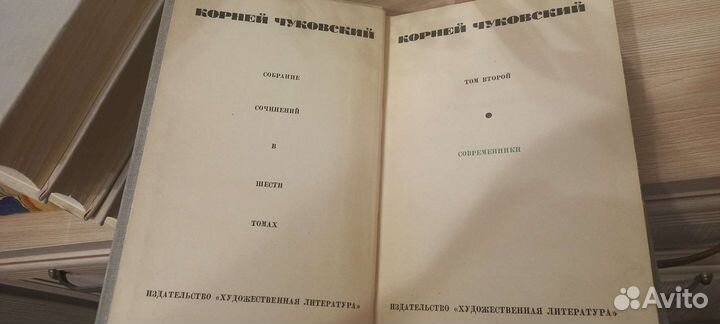 КОРНЕЙ ЧУКОВСКИЙ
СОБРАНИЕ
СОЧИНЕНИЙ
В
ШЕСТИ
ТОМАХ
ИЗДАТЕЛЬСТВО «ХУДОЖЕСТВЕННАЯ ЛИТЕРАТУРА»
КОРНЕЙ ЧУКОВСКИЙ
ТОМ ВТОРОЙ
СОВРЕМЕННИКИ
ИЗДАТЕЛЬСТВО «ХУДОЖЕСТВЕННАЯ ЛИТЕРАТУРА»
Avito